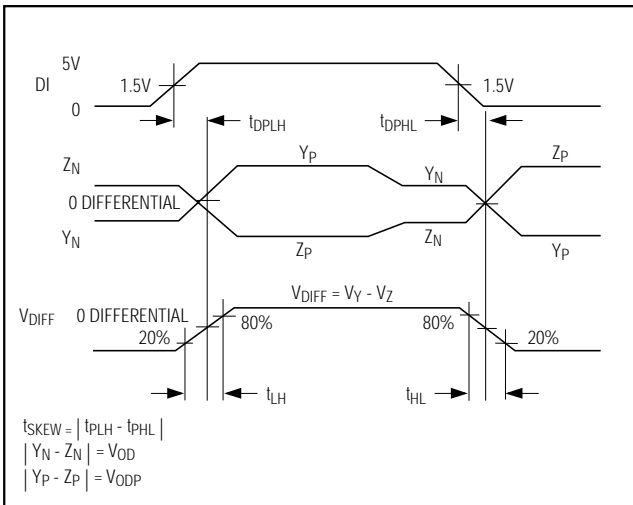 5V
DI
1.5V
1.5V
0
tDPLH
tDPHL
ZN
YP
YN
ZP
0 DIFFERENTIAL
YN
ZP
ZN
YP
VDIFF = VY - VZ
VDIFF
0 DIFFERENTIAL
80%
80%
20%
20%
tLH
tHL
tSKEW = | tPLH - tPHL |
| YN - ZN | = VOD
| YP - ZP | = VODP